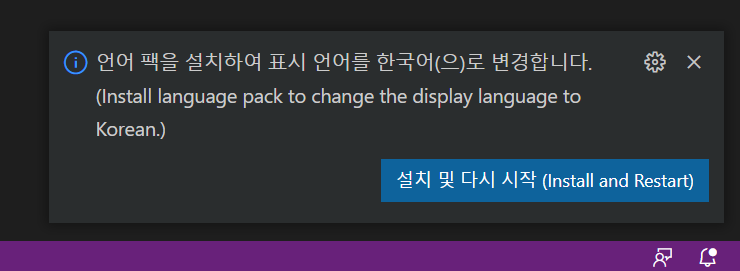 언어 팩을 설치하여 표시 언어를 한국어(으)로 변경합니다.
(Install language pack to change the display language to
Korean.)
설치 및 다시 시작 (Install and Restart)